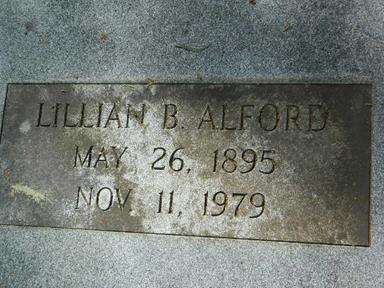 LILLIAN B. ALFORD
MAY 26, 1895
NOV 11, 1979